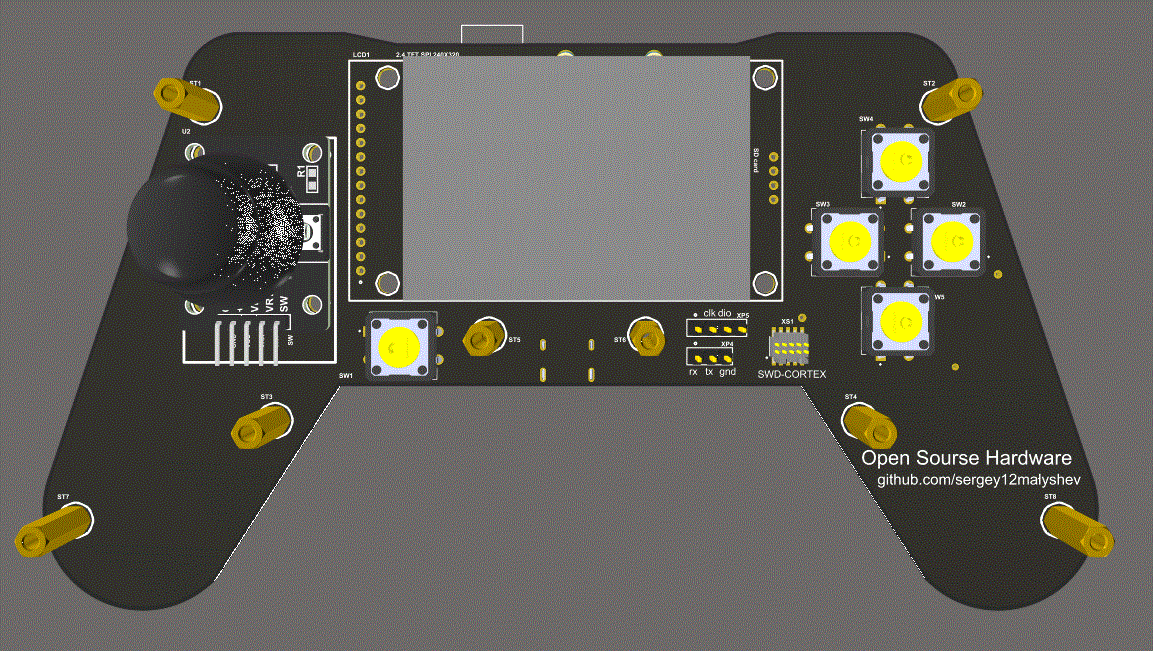 LCD1 2.4 TFT SPI 240X320
ST1
ST2
U2
SW4
R1
SD card
SW3
SW2
VR
SW
SW
W5
clk dio
XP5
XS1
ST5
ST6
XP4
rx tx gnd
SWD-CORTEX
SW1
ST3
ST4
Open Sourse Hardware
github.com/sergey12malyshev
ST7
ST8